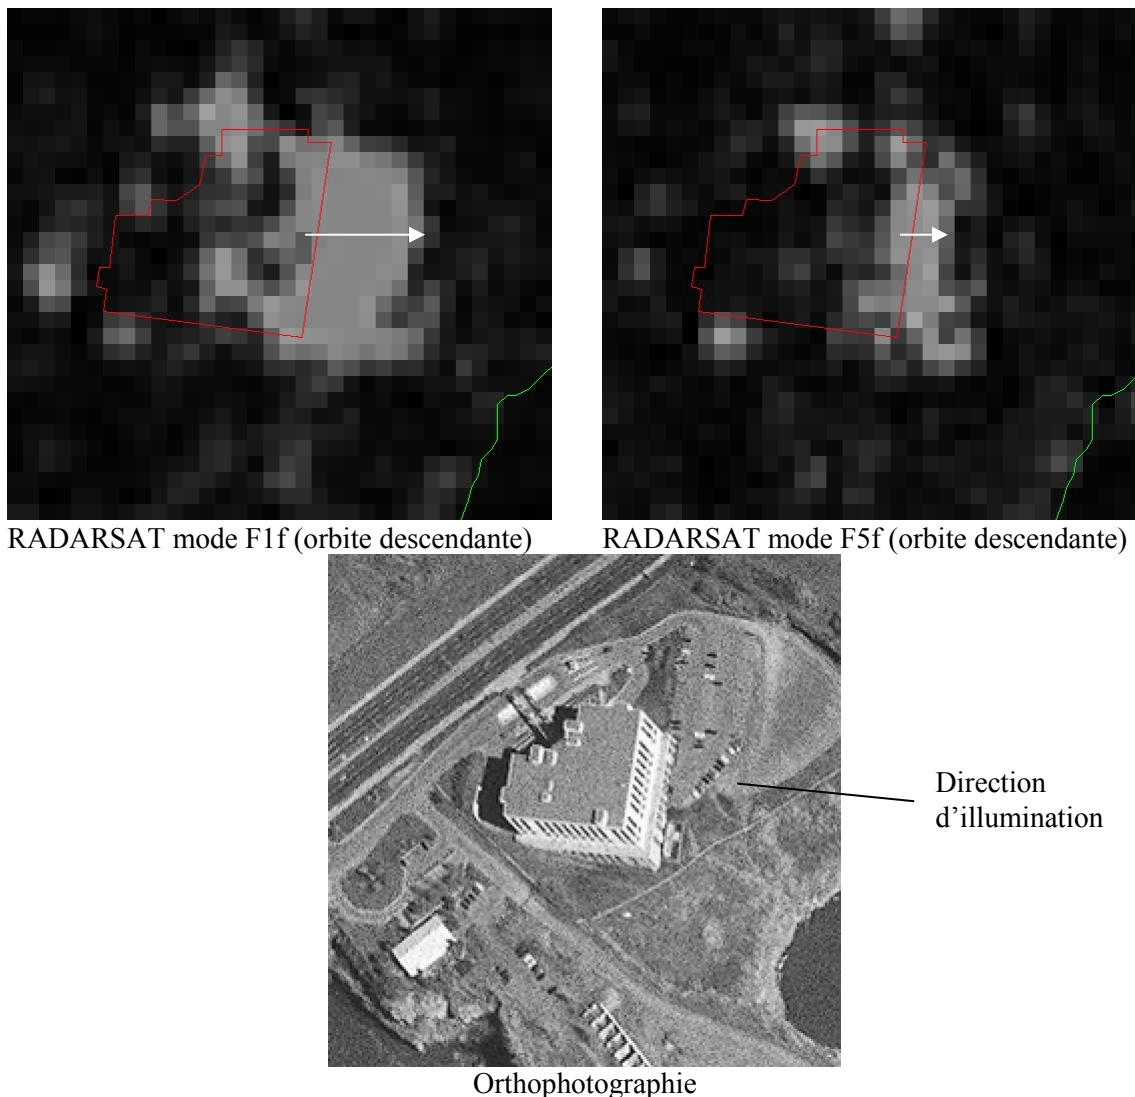 RADARSAT mode F1f (orbite descendante)
RADARSAT mode F5f (orbite descendante)
Direction
d’illumination
Orthophotographie